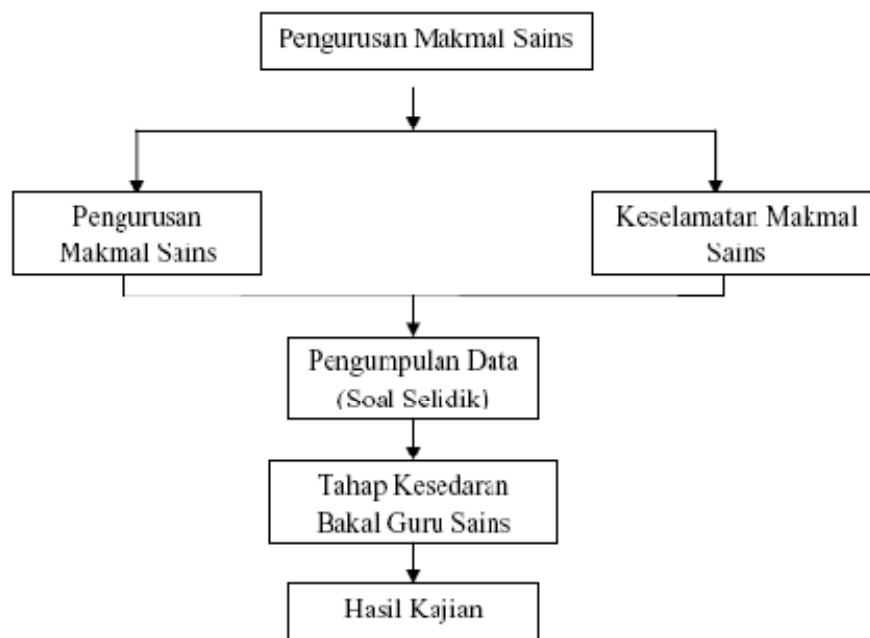 Pengurusan Makmal Sains
Pengurusan
Makmal Sains
Keselamatan Makmal
Sains
Pengumpulan Data
(Soal Selidik)
Tahap Kesedaran
Bakal Guru Sains
Hasil Kajian